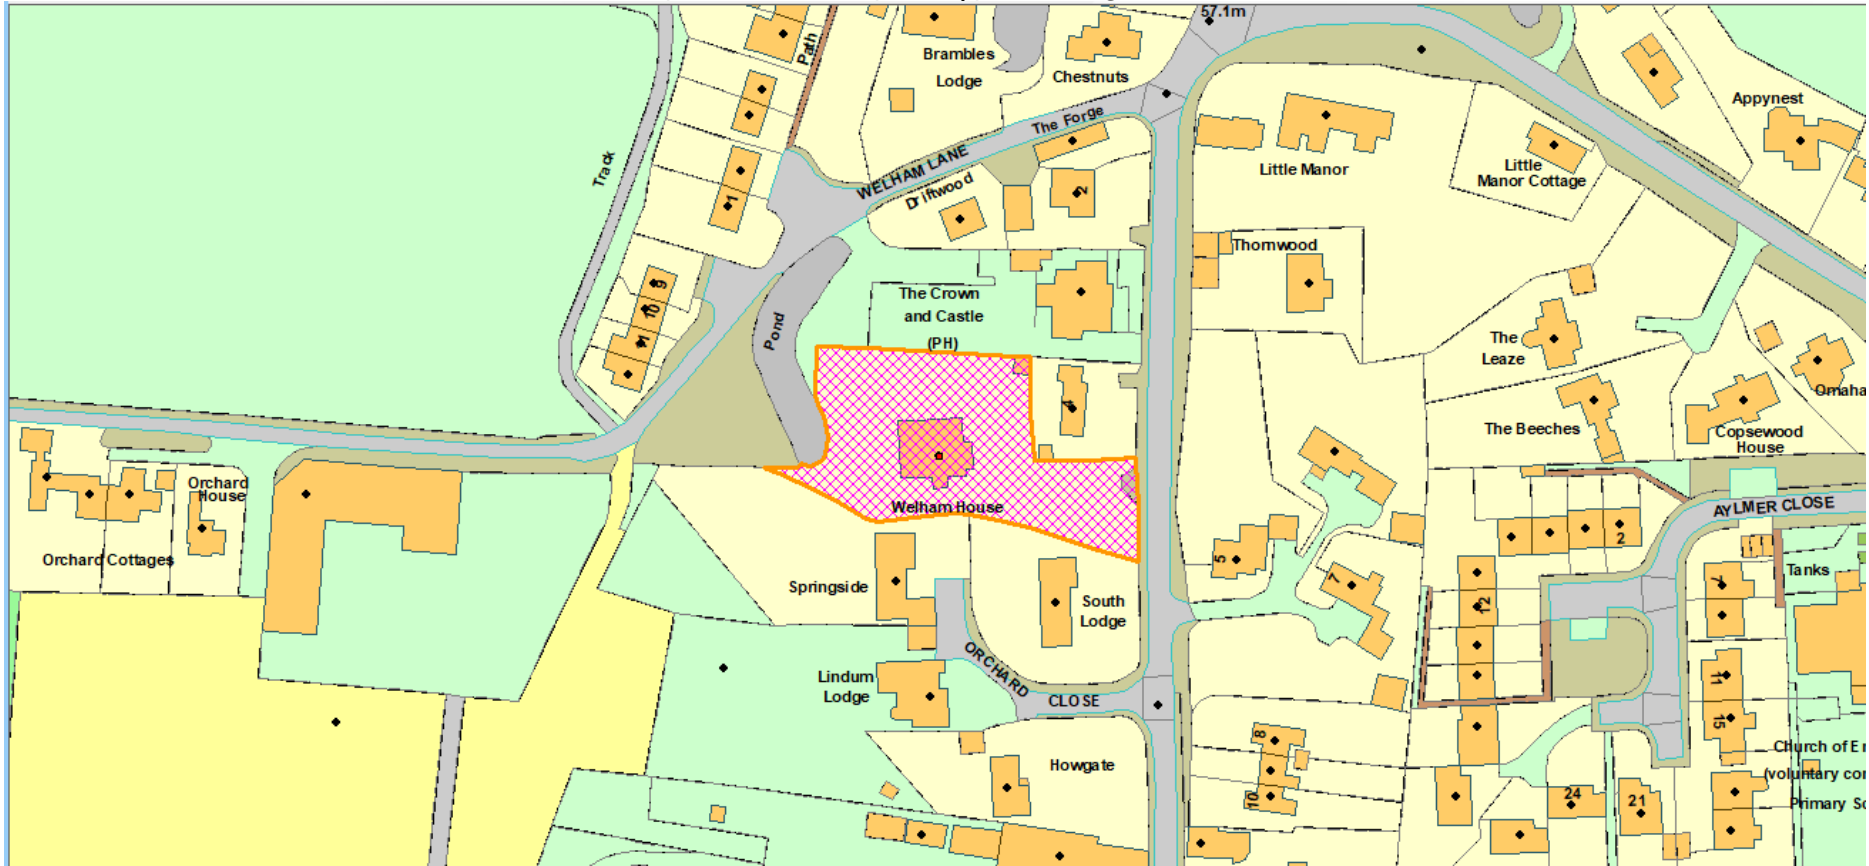 57.1m
Path
Brambles
Lodge
Chestnuts
Appynest
The Forge
WELHAM LANE
Track
Little Manor
Little
Manor Cottage
Driftwood
2
1
Thornwood
9
10
11
The Crown
and Castle
(PH)
Pond
The
Leaze
Omaha
4
The Beeches
Copsewood
House
Orchard
House
Welham House
AYLMER CLOSE
2
Orchard Cottages
5
7
Springside
South
Lodge
12
7
Tanks
ORCHARD
CLOSE
Lindum
Lodge
11
15
8
10
Howgate
Church of E
(voluntary co
Primary Sc
24
21